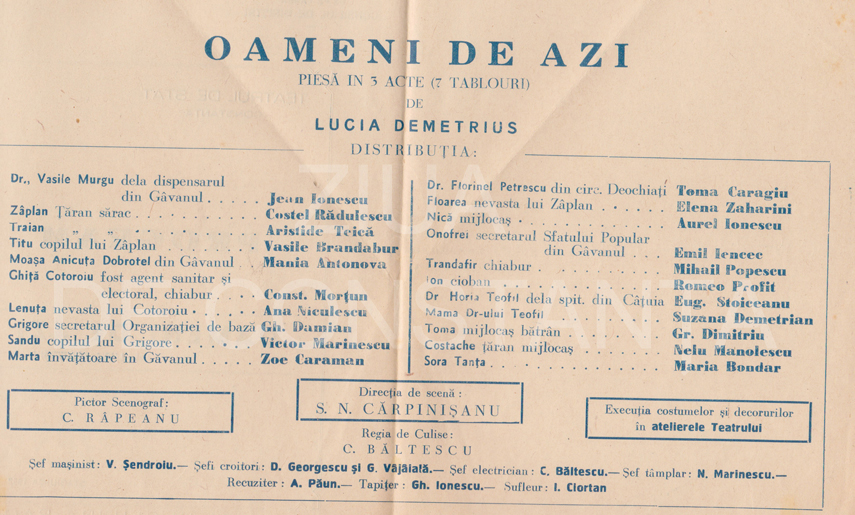 OAMENI DE AZI
PIESĂ IN 3 ACTE (7 TABLOURI)
DE
LUCIA DEMETRIUS
DISTRIBUȚIA:
Dr., Vasile Murgu dela dispensarul
din Găvanul . . . . . Jean Ionescu
Zâplan Țăran sărac . . . . . . . . . . Costel Rădulescu
Traian „ „ . . . . . . . . . . Aristide Teică
Titu copilul lui Zâplan . . . . . . . . Vasile Brandabur
Moașa Anicuța Dobrotel din Găvanul . Mania Antonova
Ghiță Cotoroiu fost agent sanitar și
electoral, chiabur . . . Const. Morțun
Lenuța nevasta lui Cotoroiu . . . . . Ana Niculescu
Grigore secretarul Organizației de bază Gh. Damian
Sandu copilul lui Grigore . . . . . . Victor Marinescu
Marta învățătoare în Găvanul . . . . . Zoe Caraman
Dr. Florinel Petrescu din circ. Deochiați Toma Caragiu
Floarea nevasta lui Zâplan . . . . . . Elena Zaharini
Nică mijlocaș . . . . . . . . . . . Aurel Ionescu
Onofrei secretarul Sfatului Popular
din Găvanul . . . Emil Iencec
Trandafir chiabur . . . . . . . . . . Mihail Popescu
Ion cioban . . . . . . . . . . . . Romeo Profit
Dr Horia Teofil dela spit. din Cățuia Eug. Stoiceanu
Mama Dr-ului Teofil . . . . . . . . Suzana Demetrian
Toma mijlocaș bătrân . . . . . . . . Gr. Dimitriu
Costache țăran mijlocaș . . . . . . . Nelu Manolescu
Sora Tanța . . . . . . . . . . . . Maria Bondar
Pictor Scenograf:
C. RÂPEANU
Direcția de scenă:
S. N. CĂRPINIȘANU
Execuția costumelor și decorurilor
în atelierele Teatrului
Regia de Culise:
C. BĂLTESCU
Șef mașinist: V. Șendroiu.— Șefi croitori: D. Georgescu și G. Văjăiată.— Șef electrician: C. Băltescu.— Șef tâmplar: N. Marinescu.—
Recuziter: A. Păun.— Tapițer: Gh. Ionescu.— Sufleur: I. Ciortan
ZIUA
DE CONSTANTA